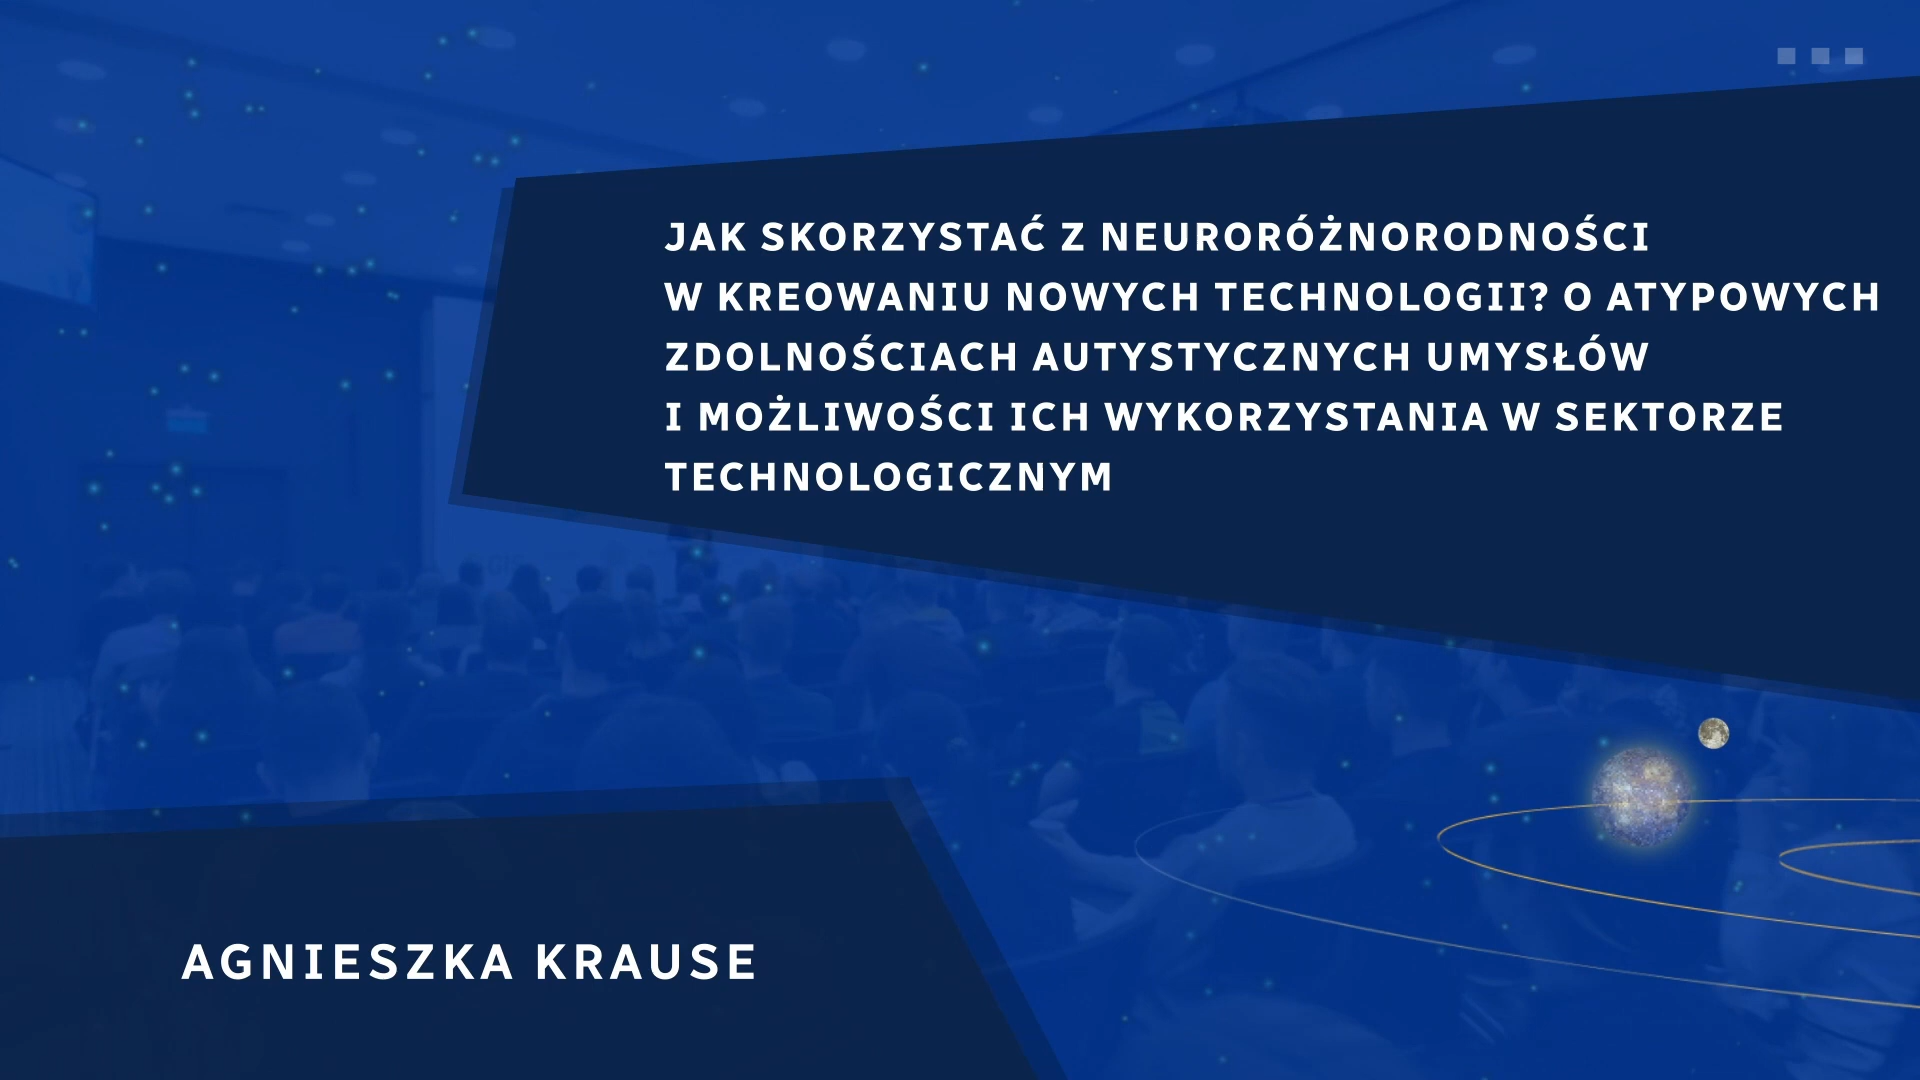 JAK SKORZYSTAĆ Z NEURORÓŻNORODNOŚCI
W KREOWANIU NOWYCH TECHNOLOGII? O ATYPOWYCH
ZDOLNOŚCIACH AUTYSTYCZNYCH UMYSŁÓW
I MOŻLIWOŚCI ICH WYKORZYSTANIA W SEKTORZE
TECHNOLOGICZNYM
AGNIESZKA KRAUSE